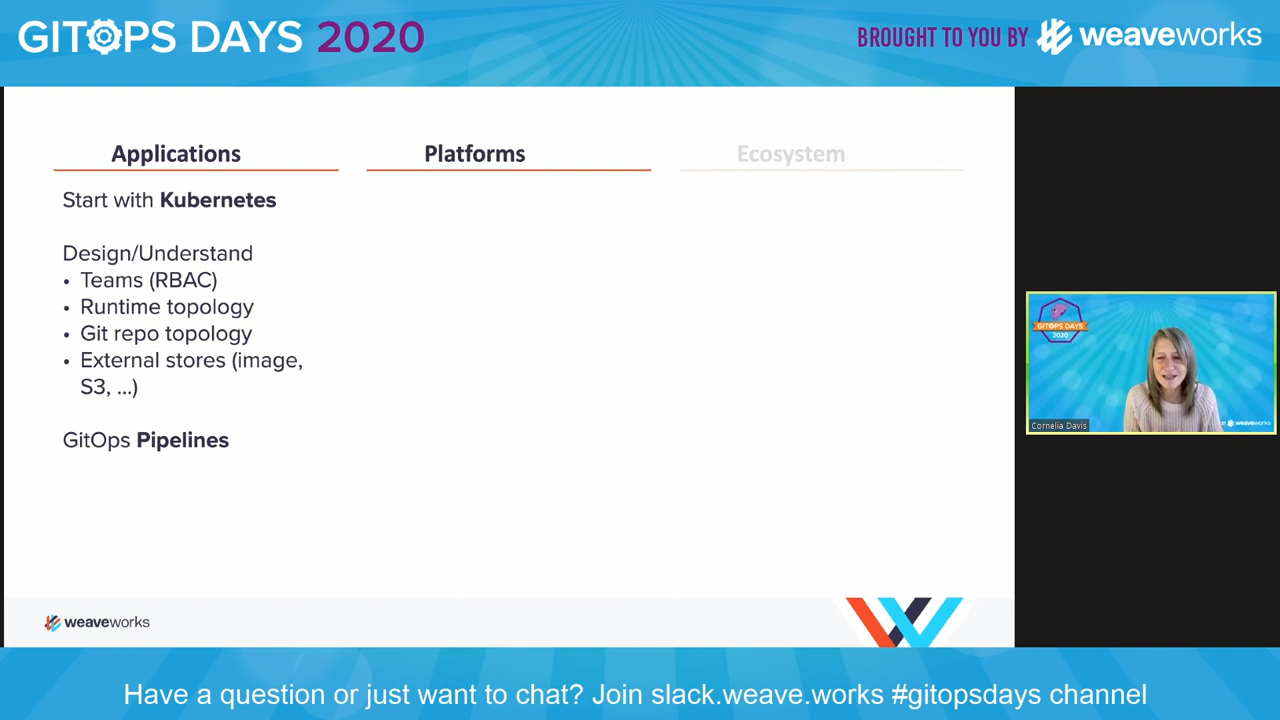 GITOPS DAYS 2020
BROUGHT TO YOU BY weaveworks
Applications
Platforms
Ecosystem
Start with Kubernetes
Design/Understand
• Teams (RBAC)
• Runtime topology
• Git repo topology
• External stores (image,
S3, ...)
GitOps Pipelines
GITOPS DAYS
2020
Cornelia Davis
weaveworks
weaveworks
Have a question or just want to chat? Join slack.weave.works #gitopsdays channel